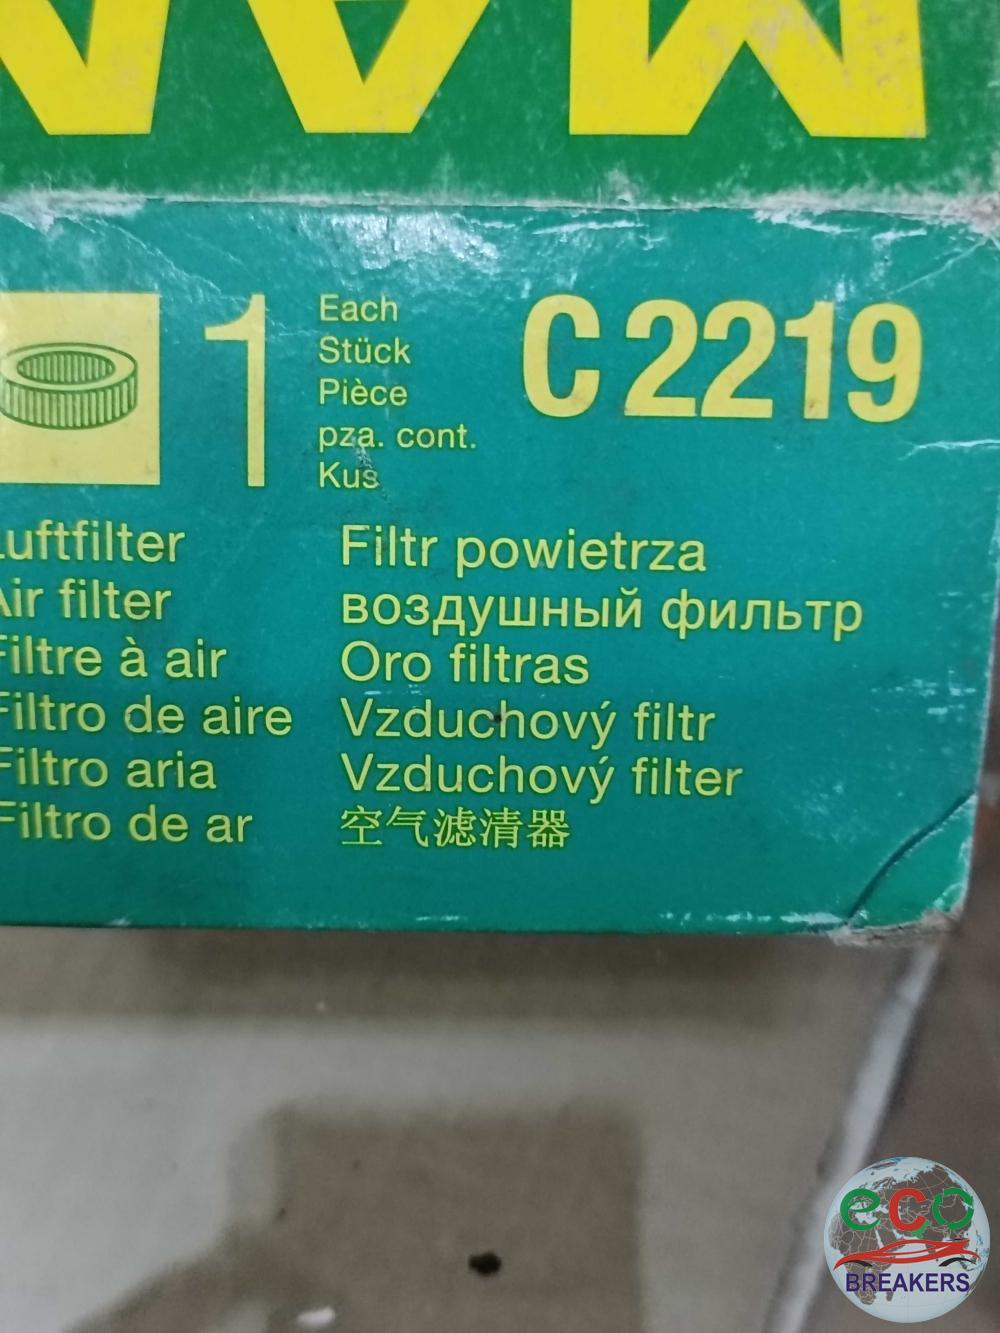 1
Each
Stück
Pièce
pza. cont.
Kus
C 2219
Luftfilter
Air filter
Filtre à air
Filtro de aire
Filtro aria
Filtro de ar
Filtr powietrza
воздушный фильтр
Oro filtras
Vzduchový filtr
Vzduchový filter
空气滤清器
eco
BREAKERS